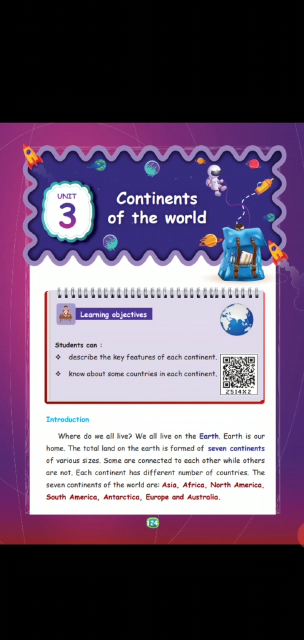 UNIT
3
Continents
of the world
Learning objectives
Students can :
❖ describe the key features of each continent.
❖ know about some countries in each continent.
Z5I4X2
Introduction
Where do we all live? We all live on the Earth. Earth is our
home. The total land on the earth is formed of seven continents
of various sizes. Some are connected to each other while others
are not. Each continent has different number of countries. The
seven continents of the world are: Asia, Africa, North America,
South America, Antarctica, Europe and Australia.
124